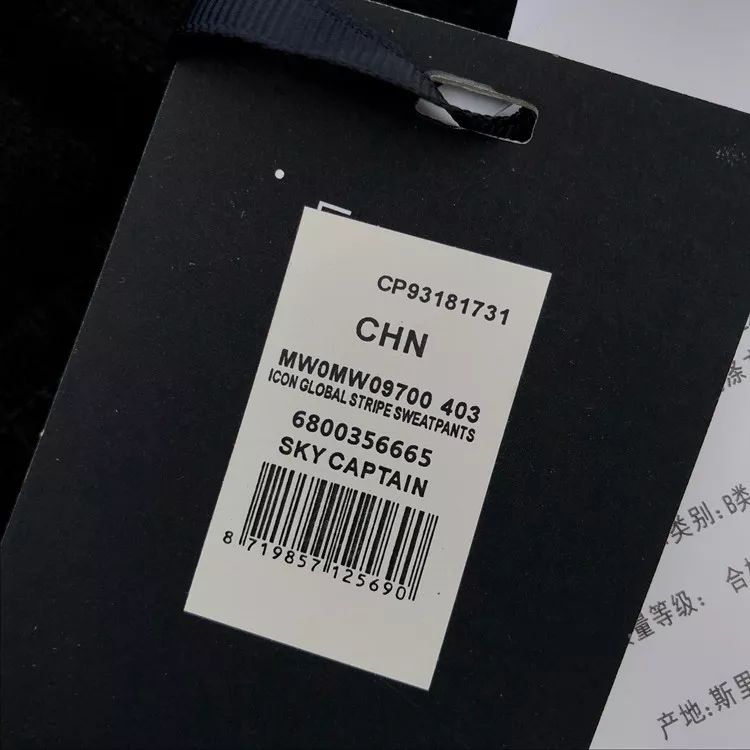 CP93181731
CHN
MW0MW09700 403
ICON GLOBAL STRIPE SWEATPANTS
6800356665
SKY CAPTAIN
8 719857 125690
类别:B类
量等级: 合
产地:斯里